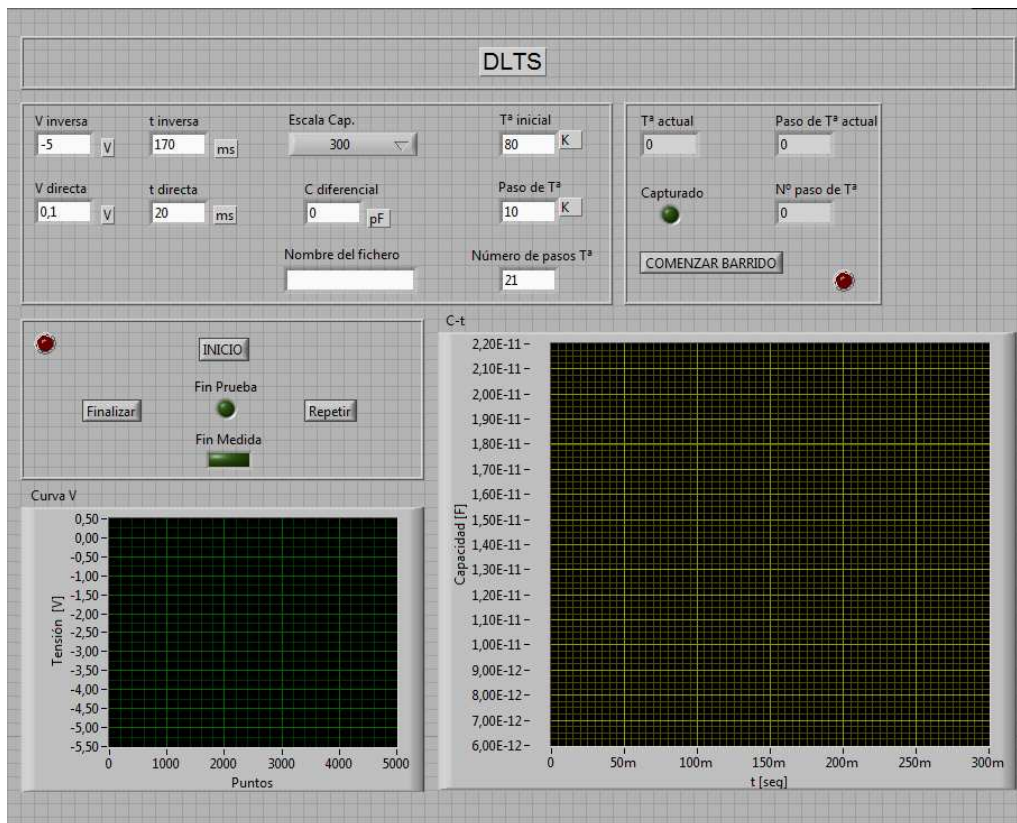 DLTS
V inversa
-5
V
t inversa
170
ms
Escala Cap.
300
Tª inicial
80
K
V directa
0,1
V
t directa
20
ms
C diferencial
0
pF
Paso de Tª
10
K
Nombre del fichero
Número de pasos Tª
21
Tª actual
0
Paso de Tª actual
0
Capturado
Nº paso de Tª
0
COMENZAR BARRIDO
INICIO
Fin Prueba
Finalizar
Repetir
Fin Medida
Curva V
0,50
0,00
-0,50
-1,00
-1,50
-2,00
-2,50
-3,00
-3,50
-4,00
-4,50
-5,00
-5,50
Tensión [V]
0 1000 2000 3000 4000 5000
Puntos
C-t
2,20E-11
2,10E-11
2,00E-11
1,90E-11
1,80E-11
1,70E-11
1,60E-11
1,50E-11
1,40E-11
1,30E-11
1,20E-11
1,10E-11
1,00E-11
9,00E-12
8,00E-12
7,00E-12
6,00E-12
Capacidad [F]
0 50m 100m 150m 200m 250m 300m
t [seg]